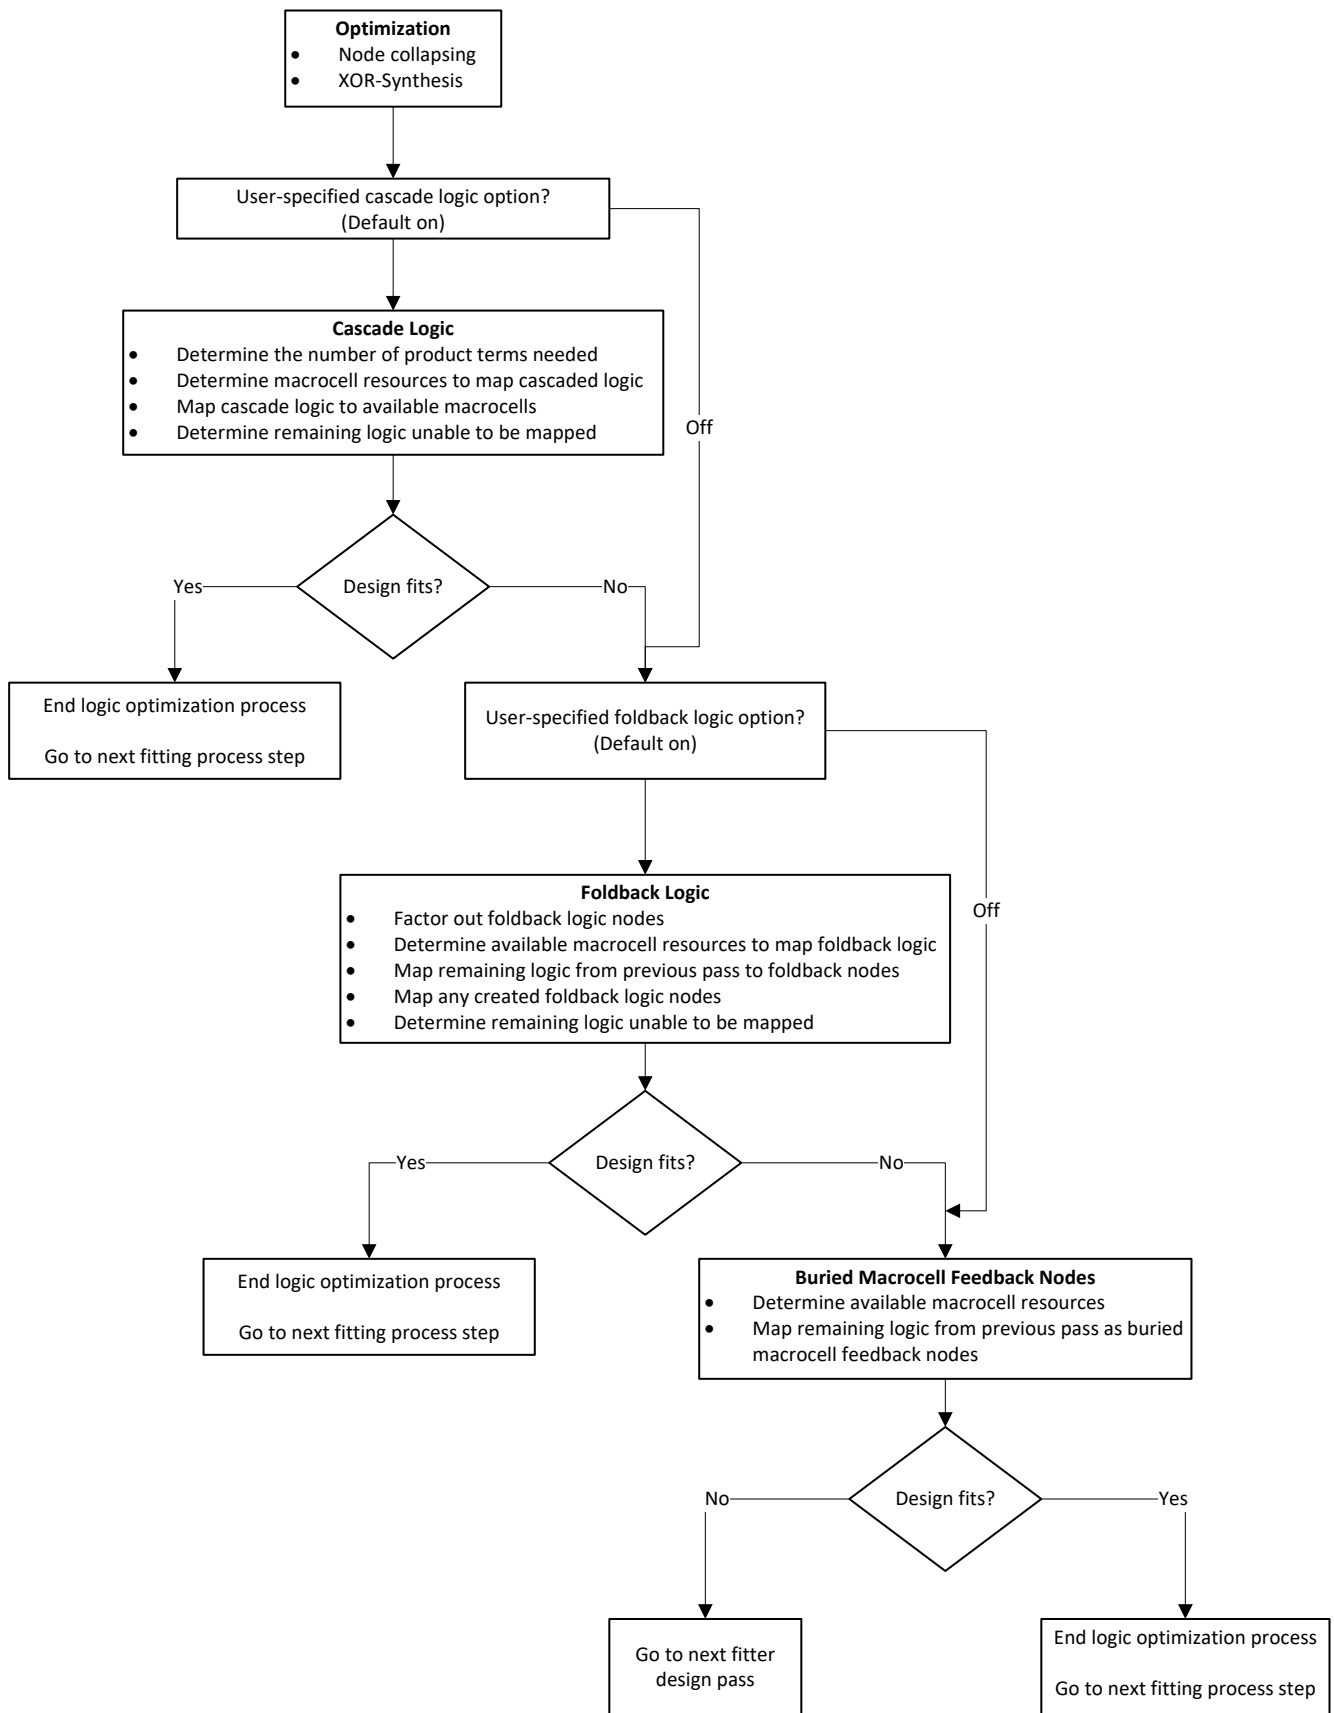 Optimization
• Node collapsing
• XOR-Synthesis
User-specified cascade logic option?
(Default on)
Cascade Logic
• Determine the number of product terms needed
• Determine macrocell resources to map cascaded logic
• Map cascade logic to available macrocells
• Determine remaining logic unable to be mapped
Off
Yes
Design fits?
No
End logic optimization process
Go to next fitting process step
User-specified foldback logic option?
(Default on)
Foldback Logic
• Factor out foldback logic nodes
• Determine available macrocell resources to map foldback logic
• Map remaining logic from previous pass to foldback nodes
• Map any created foldback logic nodes
• Determine remaining logic unable to be mapped
Off
Yes
Design fits?
No
End logic optimization process
Go to next fitting process step
Buried Macrocell Feedback Nodes
• Determine available macrocell resources
• Map remaining logic from previous pass as buried
macrocell feedback nodes
No
Design fits?
Yes
Go to next fitter
design pass
End logic optimization process
Go to next fitting process step